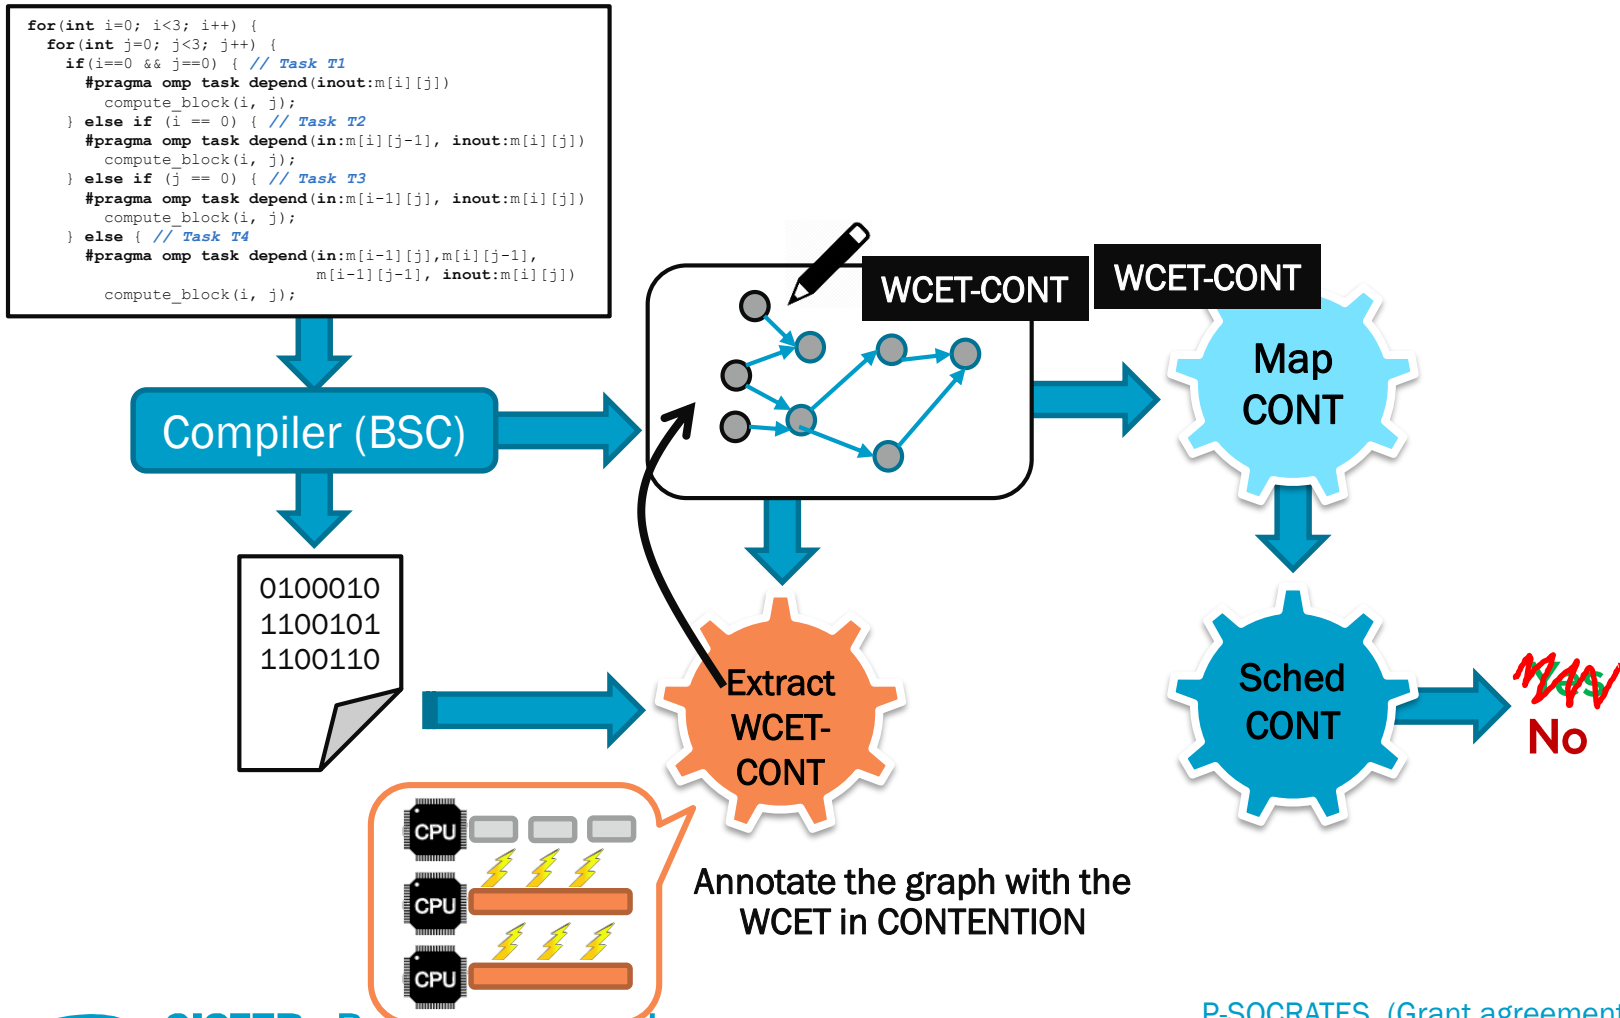 for(int i=0; i<3; i++) {
for(int j=0; j<3; j++) {
if(i==0 && j==0) { // Task T1
#pragma omp task depend(inout:m[i][j])
compute_block(i, j);
} else if (i == 0) { // Task T2
#pragma omp task depend(in:m[i][j-1], inout:m[i][j])
compute_block(i, j);
} else if (j == 0) { // Task T3
#pragma omp task depend(in:m[i-1][j], inout:m[i][j])
compute_block(i, j);
} else { // Task T4
#pragma omp task depend(in:m[i-1][j],m[i][j-1],
m[i-1][j-1], inout:m[i][j])
compute_block(i, j);
WCET-CONT
WCET-CONT
Map
CONT
Compiler (BSC)
0100010
1100101
1100110
Extract
WCET-
CONT
Sched
CONT
Yes
No
CPU
CPU
CPU
Annotate the graph with the
WCET in CONTENTION
P-SOCRATES (Grant agreement